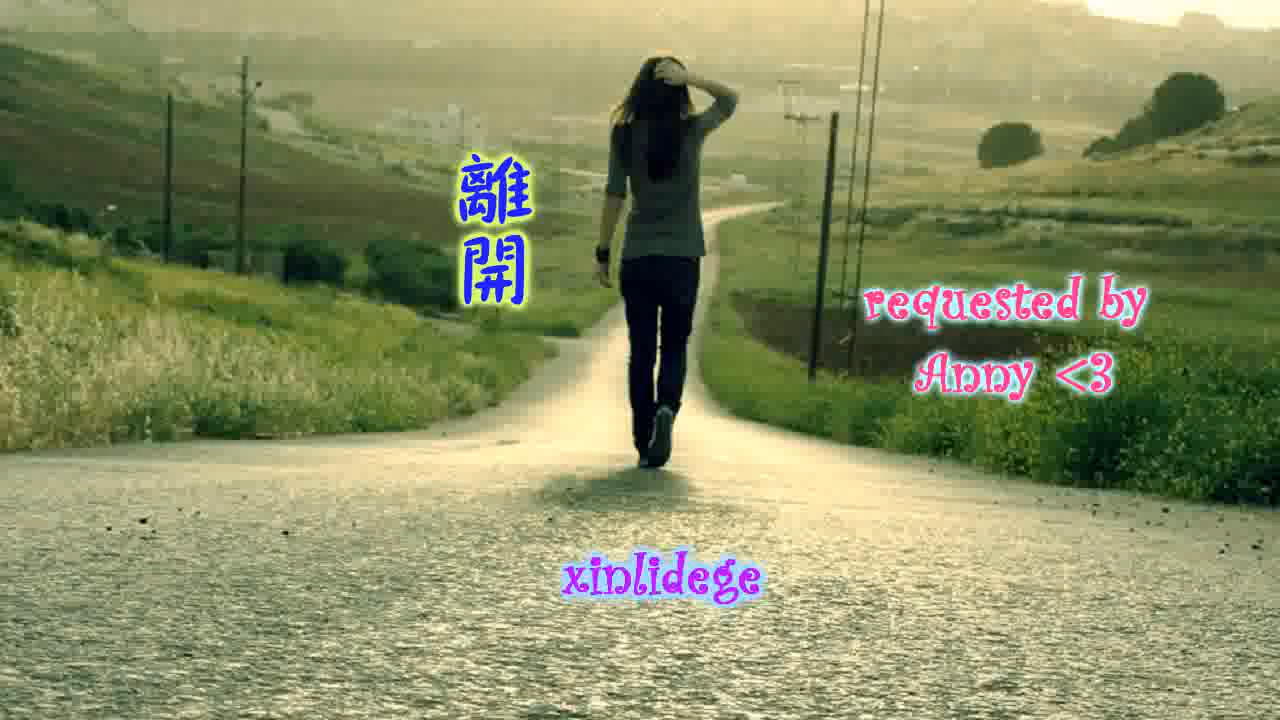 離開
requested by
Anny <3
xinlidege